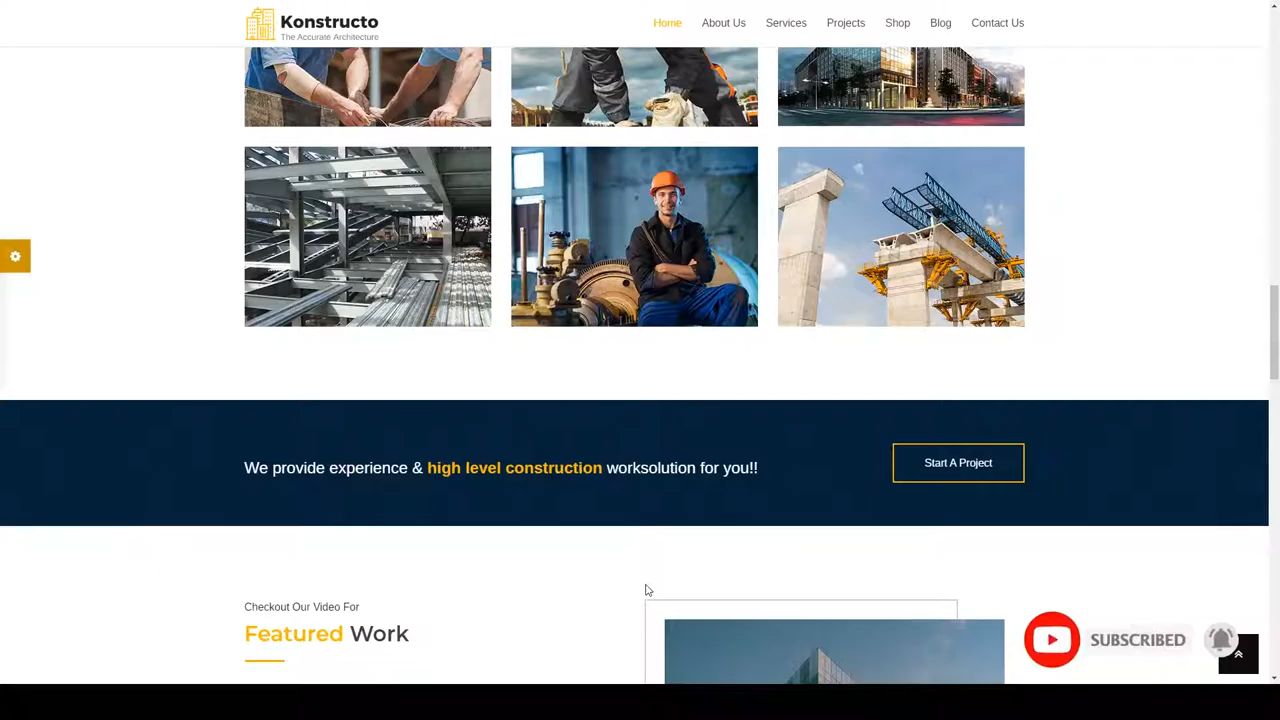 Konstructo
The Accurate Architecture
Home About Us Services Projects Shop Blog Contact Us
We provide experience & high level construction worksolution for you!!
Start A Project
Checkout Our Video For
Featured Work
SUBSCRIBED